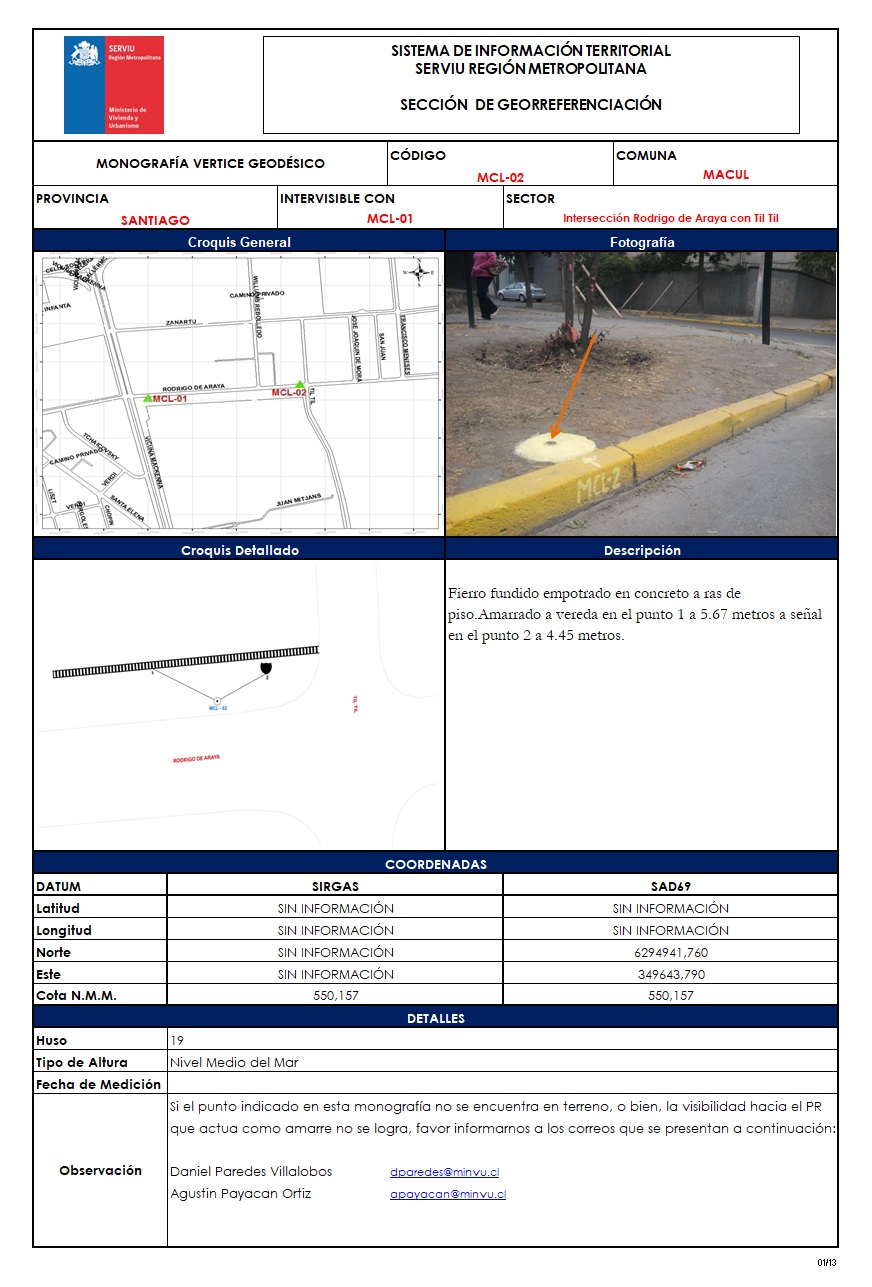 SERVIU
Región Metropolitana
Ministerio de
Vivienda y
Urbanismo
SISTEMA DE INFORMACIÓN TERRITORIAL
SERVIU REGIÓN METROPOLITANA
SECCIÓN DE GEORREFERENCIACIÓN
MONOGRAFÍA VERTICE GEODÉSICO
CÓDIGO
MCL-02
COMUNA
MACUL
PROVINCIA
SANTIAGO
INTERVISIBLE CON
MCL-01
SECTOR
Intersección Rodrigo de Araya con Til Til
Croquis General
Fotografía
CAMINO PRIVADO
WILLIAMS REBOLLEDO
INFANTA
ZANARTU
JOSE JOAQUIN DE MORA
SAN JUAN
FRANCISCO MENESES
RODRIGO DE ARAYA
MCL-01
MCL-02
TIL TIL
TCHAICOVSKY
CAMINO PRIVADO
VERDI
VICUNA MACKENNA
LISZT
VERDI
CHOPIN
SANTA ELENA
JUAN MITJANS
MCL-2
Croquis Detallado
Descripción
1
2
MCL - 02
TIL TIL
RODRIGO DE ARAYA
Fierro fundido empotrado en concreto a ras de
piso.Amarrado a vereda en el punto 1 a 5.67 metros a señal
en el punto 2 a 4.45 metros.
COORDENADAS
DATUM SIRGAS SAD69
Latitud SIN INFORMACIÓN SIN INFORMACIÓN
Longitud SIN INFORMACIÓN SIN INFORMACIÓN
Norte SIN INFORMACIÓN 6294941,760
Este SIN INFORMACIÓN 349643,790
Cota N.M.M. 550,157 550,157
DETALLES
Huso 19
Tipo de Altura Nivel Medio del Mar
Fecha de Medición
Observación
Si el punto indicado en esta monografía no se encuentra en terreno, o bien, la visibilidad hacia el PR
que actua como amarre no se logra, favor informarnos a los correos que se presentan a continuación:
Daniel Paredes Villalobos dparedes@minvu.cl
Agustin Payacan Ortiz apayacan@minvu.cl
01/13